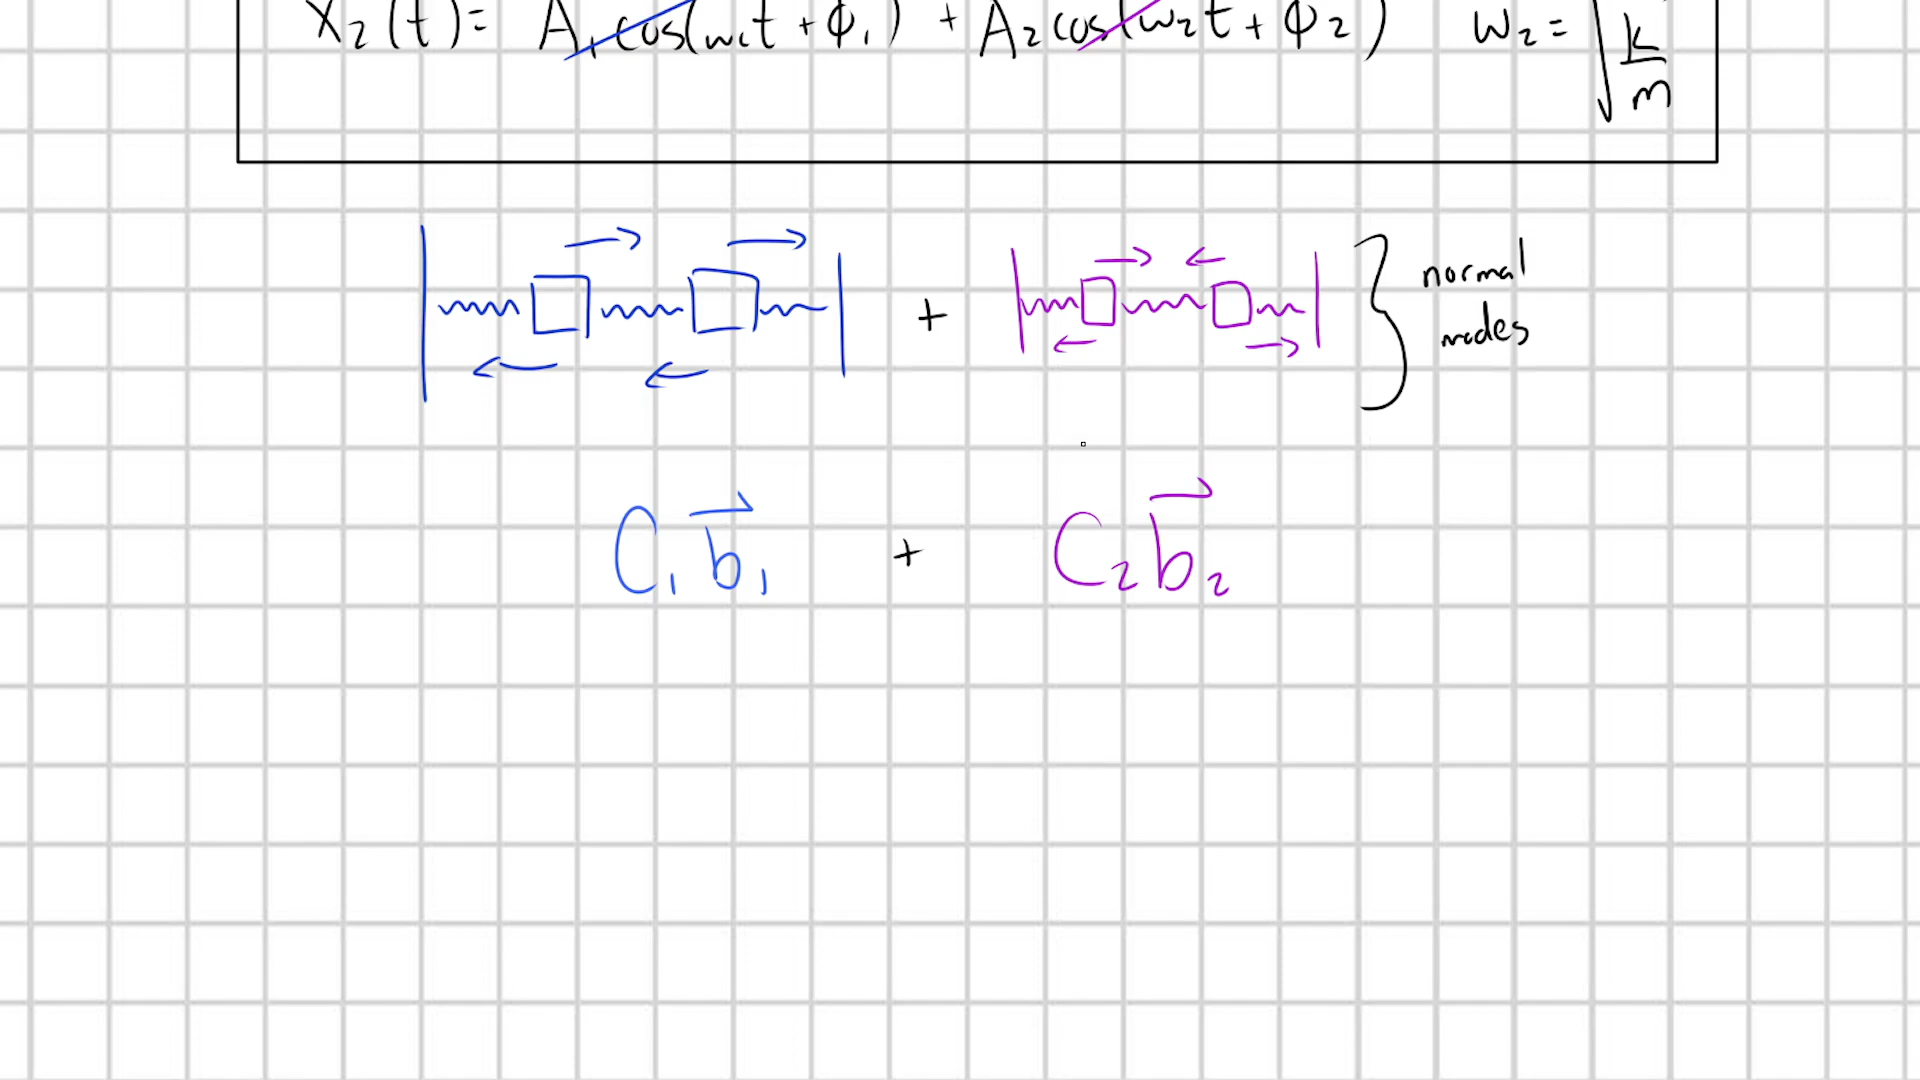 x₂(t) = A₁cos(ω₁t + ϕ₁) + A₂cos(ω₂t + ϕ₂) ω₂ = √(k/m)
+
normal
modes
C₁b⃗₁ + C₂b⃗₂